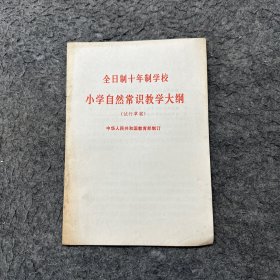 全日制十年制学校
小学自然常识教学大纲
(试行草案)
中华人民共和国教育部制订